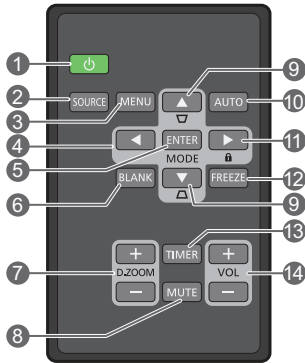 1
9
2
SOURCE
MENU
AUTO
10
3
4
ENTER
11
5
MODE
6
BLANK
FREEZE
12
9
13
7
+
TIMER
+
D.ZOOM
VOL
14
−
MUTE
−
8